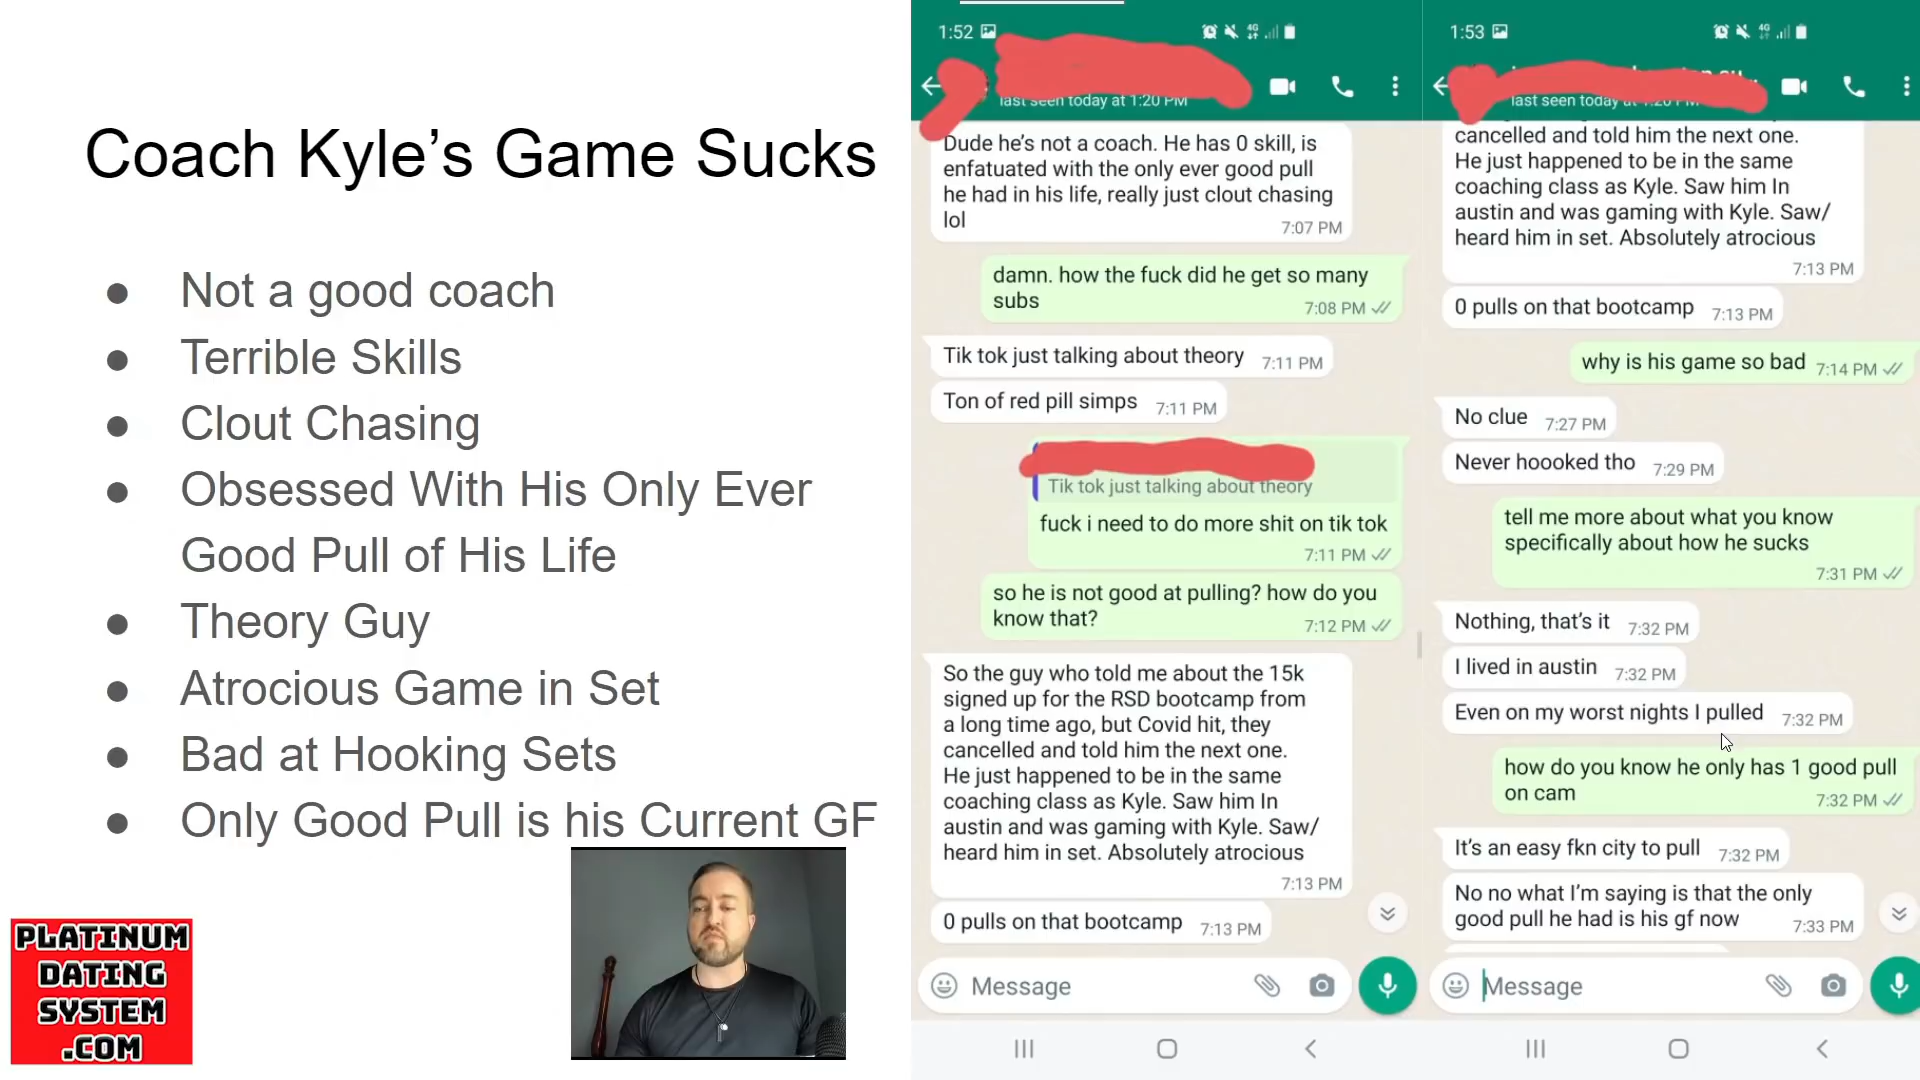 Coach Kyle's Game Sucks
● Not a good coach
● Terrible Skills
● Clout Chasing
● Obsessed With His Only Ever
Good Pull of His Life
● Theory Guy
● Atrocious Game in Set
● Bad at Hooking Sets
● Only Good Pull is his Current GF
PLATINUM
DATING
SYSTEM
.COM
1:52
4G
last seen today at 1:20 PM
Dude he's not a coach. He has 0 skill, is
enfatuated with the only ever good pull
he had in his life, really just clout chasing
lol
7:07 PM
damn. how the fuck did he get so many
subs
7:08 PM
Tik tok just talking about theory 7:11 PM
Ton of red pill simps 7:11 PM
Tik tok just talking about theory
fuck i need to do more shit on tik tok
7:11 PM
so he is not good at pulling? how do you
know that?
7:12 PM
So the guy who told me about the 15k
signed up for the RSD bootcamp from
a long time ago, but Covid hit, they
cancelled and told him the next one.
He just happened to be in the same
coaching class as Kyle. Saw him In
austin and was gaming with Kyle. Saw/
heard him in set. Absolutely atrocious
7:13 PM
0 pulls on that bootcamp 7:13 PM
Message
1:53
4G
last seen today at 1:20 PM
cancelled and told him the next one.
He just happened to be in the same
coaching class as Kyle. Saw him In
austin and was gaming with Kyle. Saw/
heard him in set. Absolutely atrocious
7:13 PM
0 pulls on that bootcamp 7:13 PM
why is his game so bad 7:14 PM
No clue 7:27 PM
Never hoooked tho 7:29 PM
tell me more about what you know
specifically about how he sucks
7:31 PM
Nothing, that's it 7:32 PM
I lived in austin 7:32 PM
Even on my worst nights I pulled 7:32 PM
how do you know he only has 1 good pull
on cam
7:32 PM
It's an easy fkn city to pull 7:32 PM
No no what I'm saying is that the only
good pull he had is his gf now
7:33 PM
Message